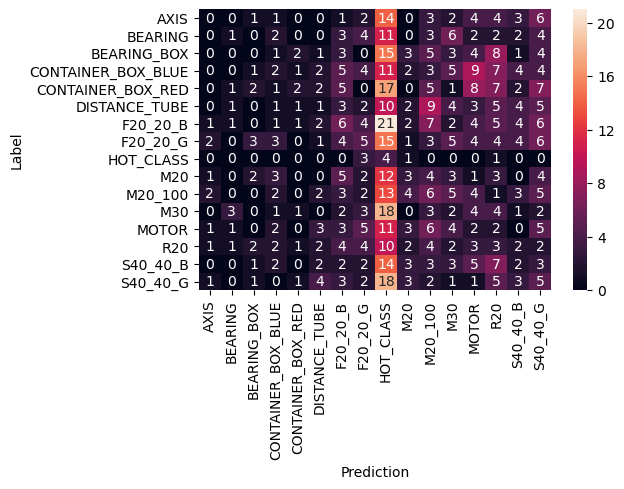 AXIS 0 0 1 1 0 0 1 2 14 0 3 2 4 4 3 6
BEARING 0 1 0 2 0 0 3 4 11 0 3 6 2 2 2 4
BEARING_BOX 0 0 0 1 2 1 3 0 15 3 5 3 4 8 1 4
CONTAINER_BOX_BLUE 0 0 1 2 1 2 5 4 11 2 3 5 9 7 4 4
CONTAINER_BOX_RED 0 1 2 1 2 2 5 0 17 0 5 1 8 7 2 7
DISTANCE_TUBE 0 1 0 1 1 1 3 2 10 2 9 4 3 5 4 5
F20_20_B 1 1 0 1 1 2 6 4 21 2 7 2 4 5 4 6
F20_20_G 2 0 3 3 0 1 4 5 15 1 3 5 4 4 4 6
HOT_CLASS 0 0 0 0 0 0 0 3 4 1 0 0 0 0 0 0
M20 1 0 2 3 0 0 5 2 12 3 4 3 1 3 0 4
M20_100 2 0 0 2 0 2 3 2 13 4 6 5 4 1 3 5
M30 0 3 0 1 1 0 2 3 18 0 3 2 4 4 1 2
MOTOR 1 1 0 2 0 3 3 5 11 3 6 4 2 2 0 5
R20 1 1 2 2 1 2 4 4 10 2 4 2 3 3 2 2
S40_40_B 0 0 1 2 0 2 2 2 14 3 3 3 5 7 2 3
S40_40_G 1 0 1 0 1 4 3 2 18 3 2 1 1 5 3 5
AXIS BEARING BEARING_BOX CONTAINER_BOX_BLUE CONTAINER_BOX_RED DISTANCE_TUBE F20_20_B F20_20_G HOT_CLASS M20 M20_100 M30 MOTOR R20 S40_40_B S40_40_G
Prediction
Label
20
16
12
8
4
0